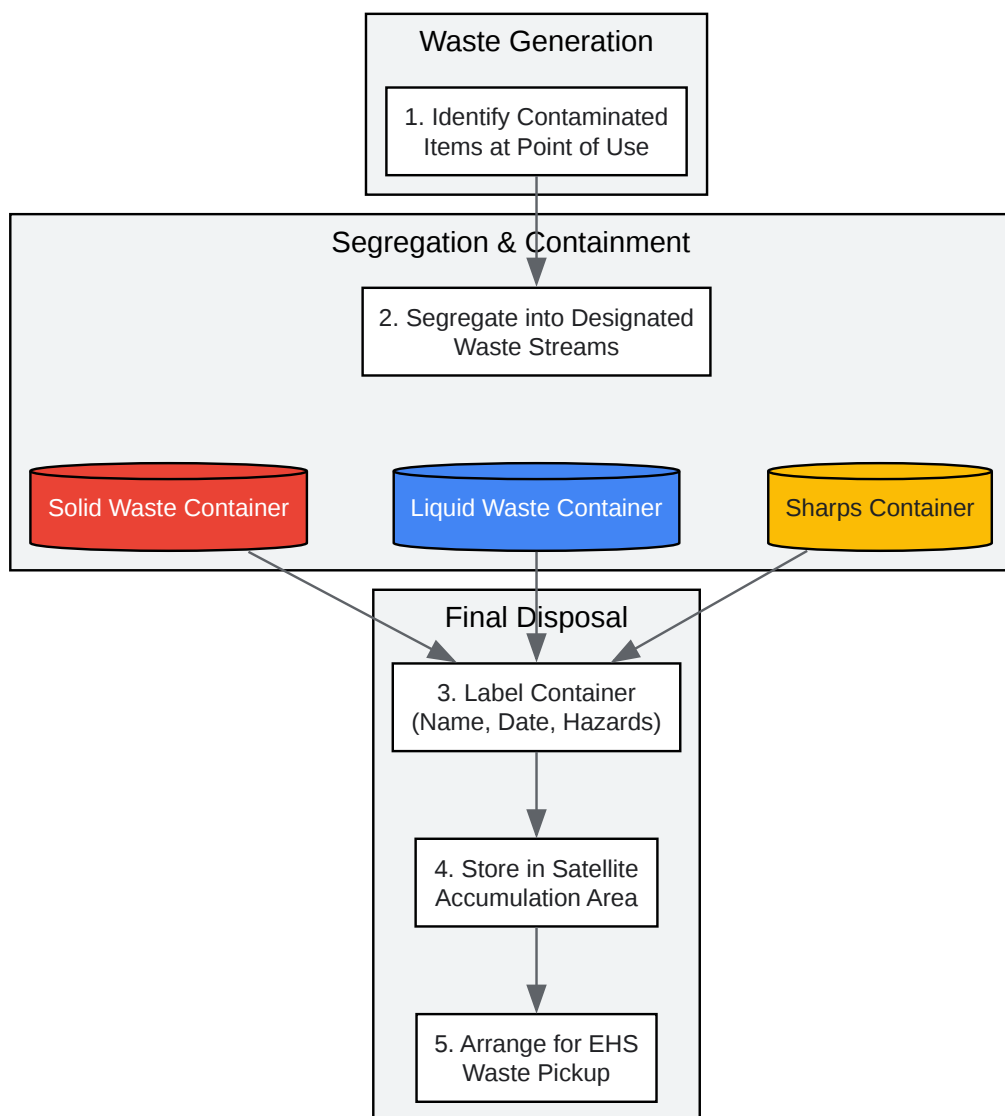 Waste Generation
1. Identify Contaminated
Items at Point of Use
Segregation & Containment
2. Segregate into Designated
Waste Streams
Solid Waste Container
Liquid Waste Container
Sharps Container
Final Disposal
3. Label Container
(Name, Date, Hazards)
4. Store in Satellite
Accumulation Area
5. Arrange for EHS
Waste Pickup